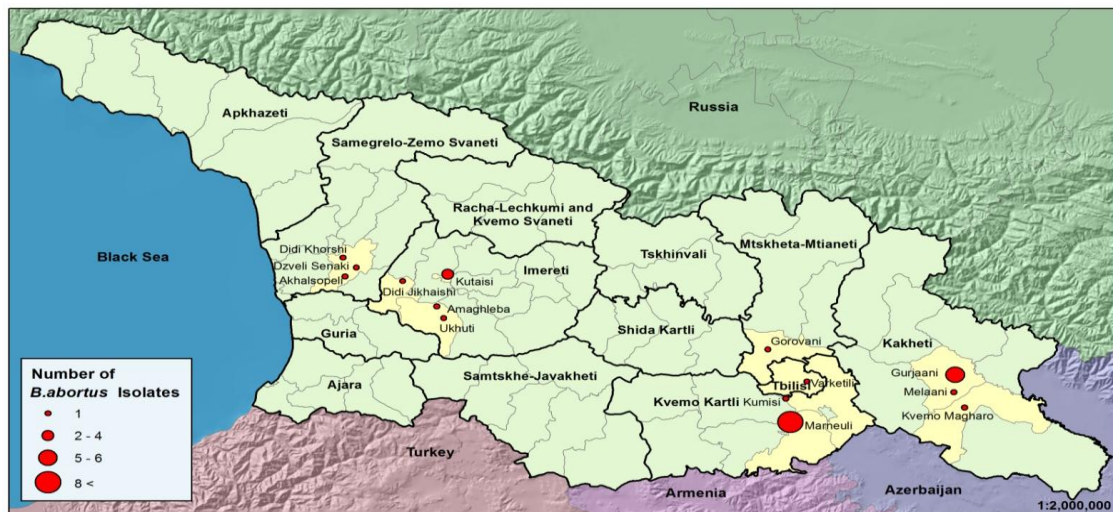 Russia
Apkhazeti
Samegrelo-Zemo Svaneti
Racha-Lechkumi and
Kvemo Svaneti
Black Sea
Didi Khorshi
Dzveli Senaki
Akhalsopeli
Didi Jikhaishi
Kutaisi
Imereti
Amaghleba
Ukhuti
Tskhinvali
Mtskheta-Mtianeti
Guria
Shida Kartli
Gorovani
Kakheti
Ajara
Samtskhe-Javakheti
Tbilisi
Varketili
Gurjaani
Melaani
Kvemo Magharo
Kvemo Kartli
Kumisi
Marneuli
Turkey
Armenia
Azerbaijan
1:2,000,000
Number of
B.abortus Isolates
1
2 - 4
5 - 6
8 <